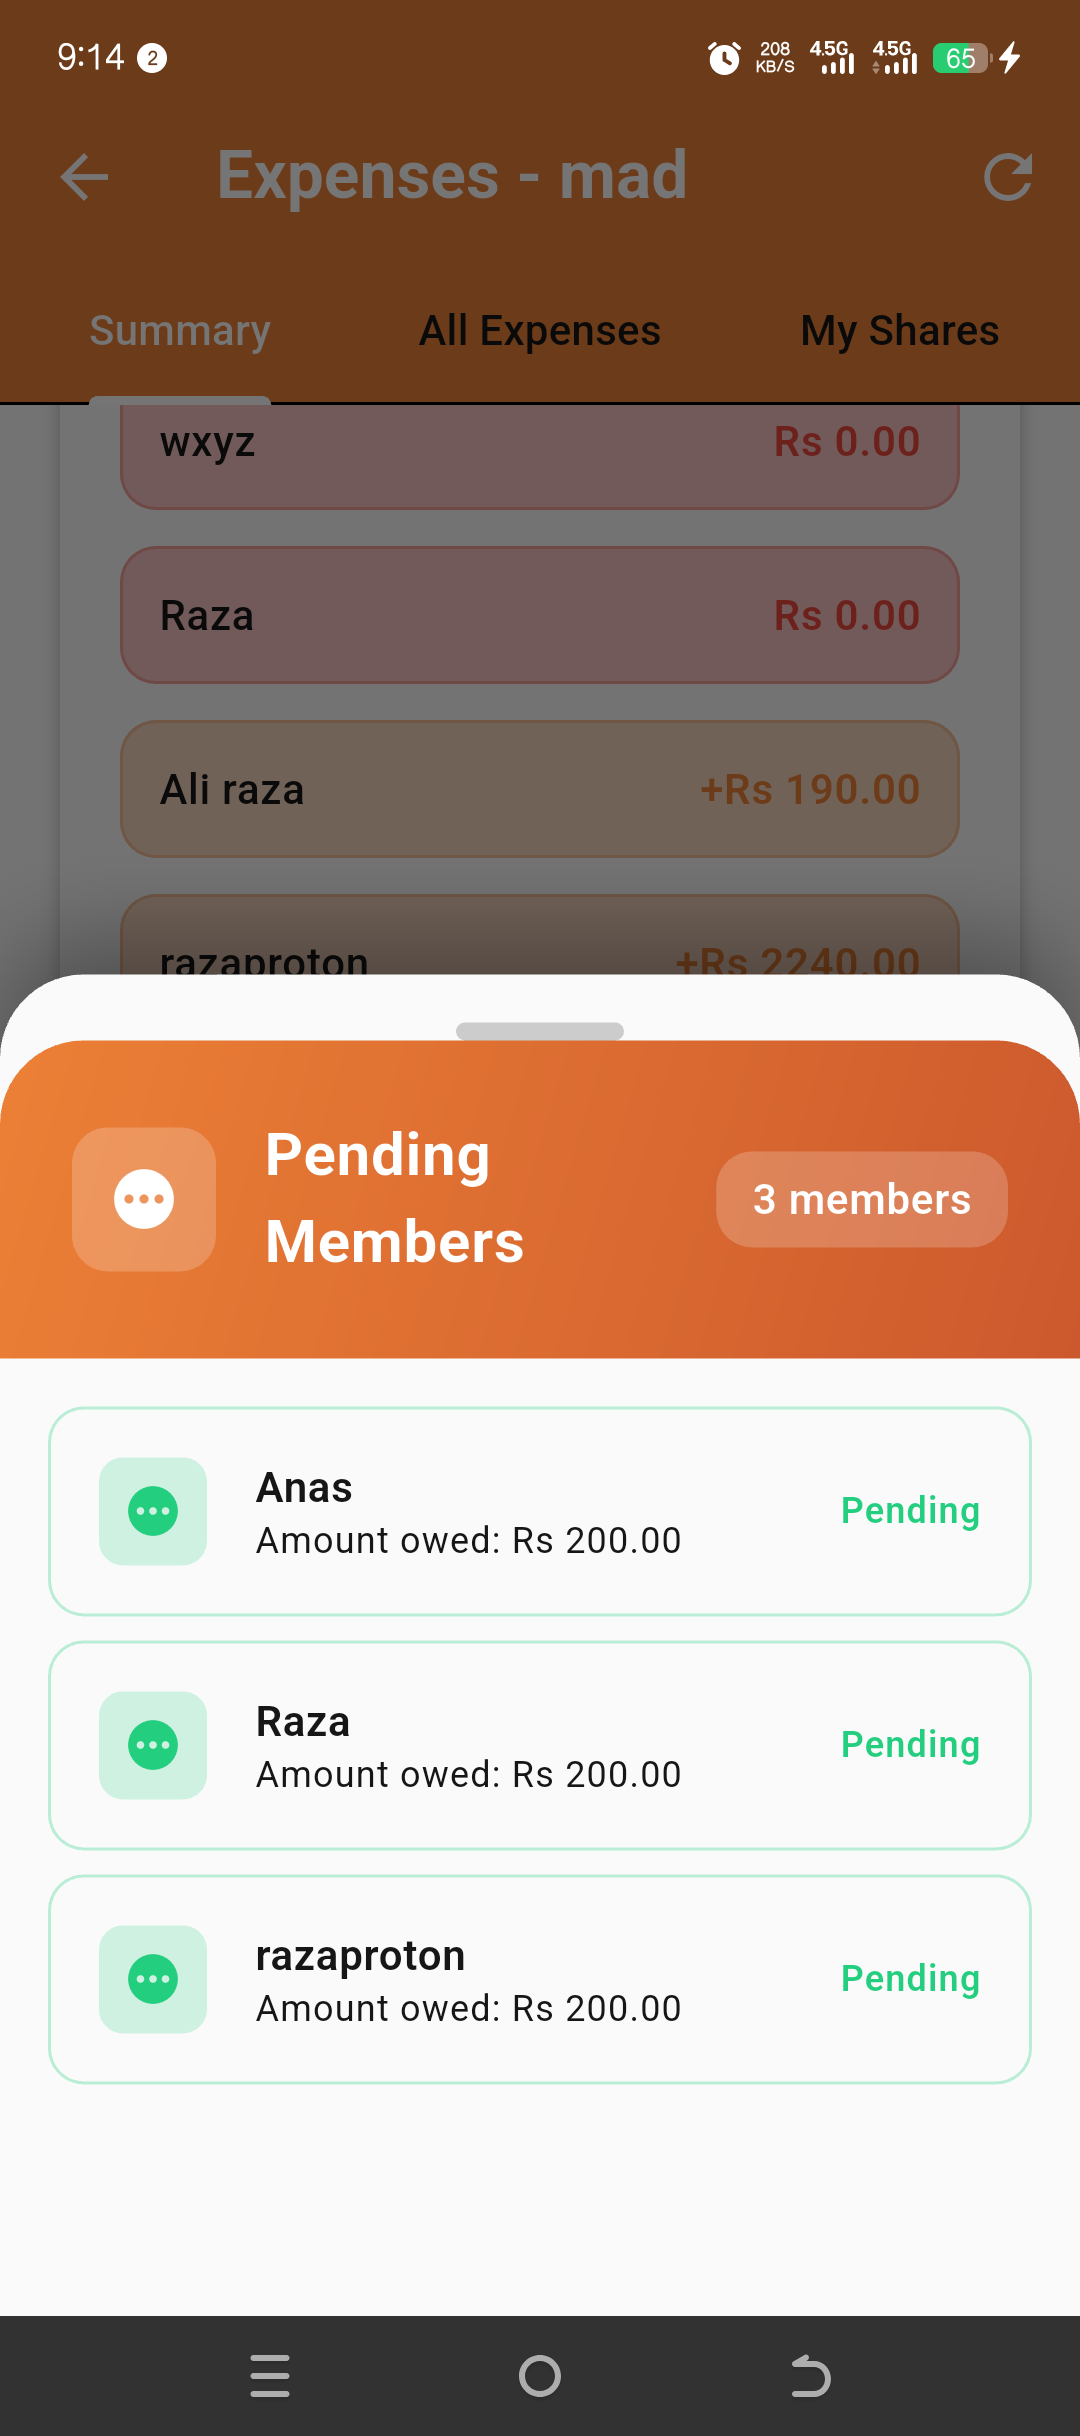 9:14 2 208 KB/S 4.5G 4.5G 65
Expenses - mad
Summary All Expenses My Shares
wxyz Rs 0.00
Raza Rs 0.00
Ali raza +Rs 190.00
razaproton +Rs 2240.00
Pending
Members
3 members
Anas
Amount owed: Rs 200.00
Pending
Raza
Amount owed: Rs 200.00
Pending
razaproton
Amount owed: Rs 200.00
Pending